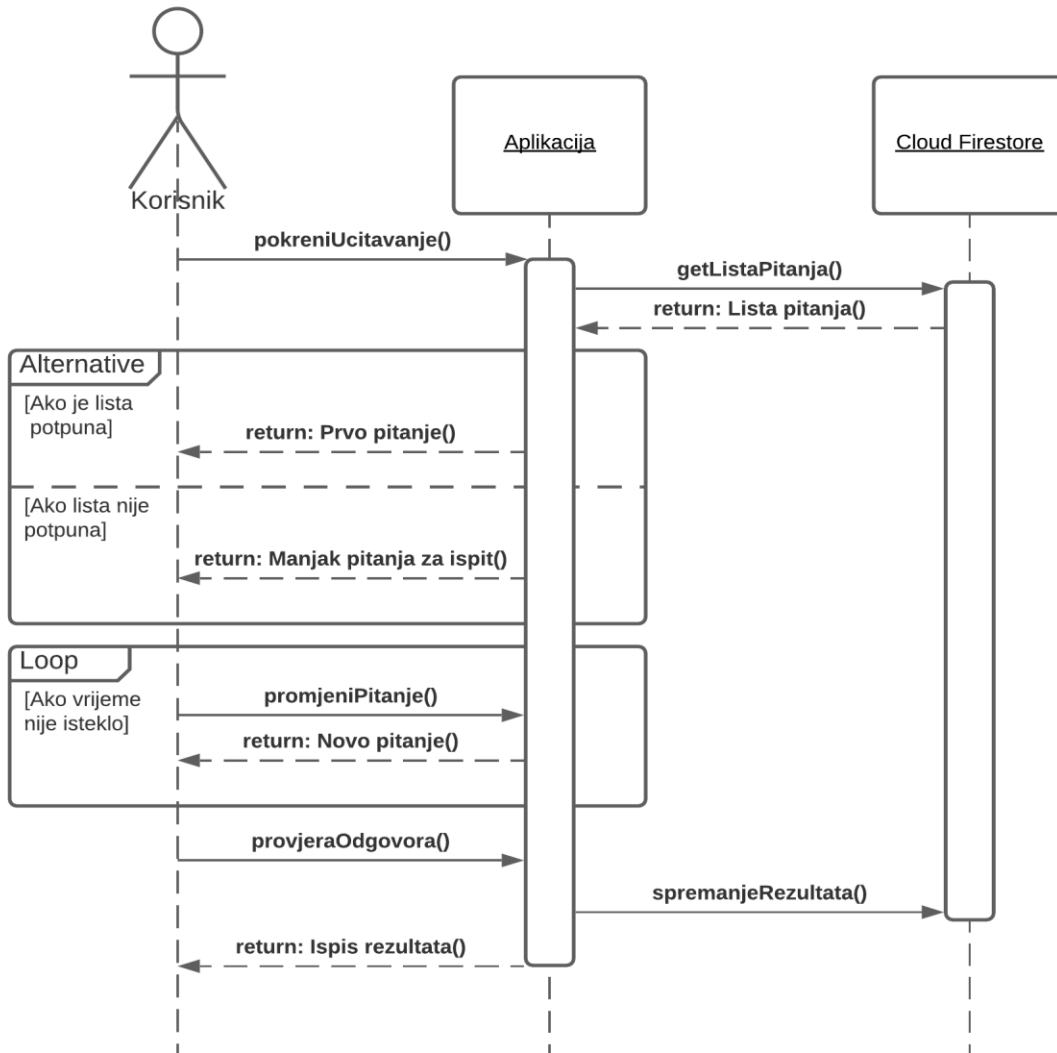 Korisnik
Aplikacija
Cloud Firestore
pokreniUcitavanje()
getListaPitanja()
return: Lista pitanja()
Alternative
[Ako je lista
potpuna]
return: Prvo pitanje()
[Ako lista nije
potpuna]
return: Manjak pitanja za ispit()
Loop
[Ako vrijeme
nije isteklo]
promjeniPitanje()
return: Novo pitanje()
provjeraOdgovora()
spremanjeRezultata()
return: Ispis rezultata()